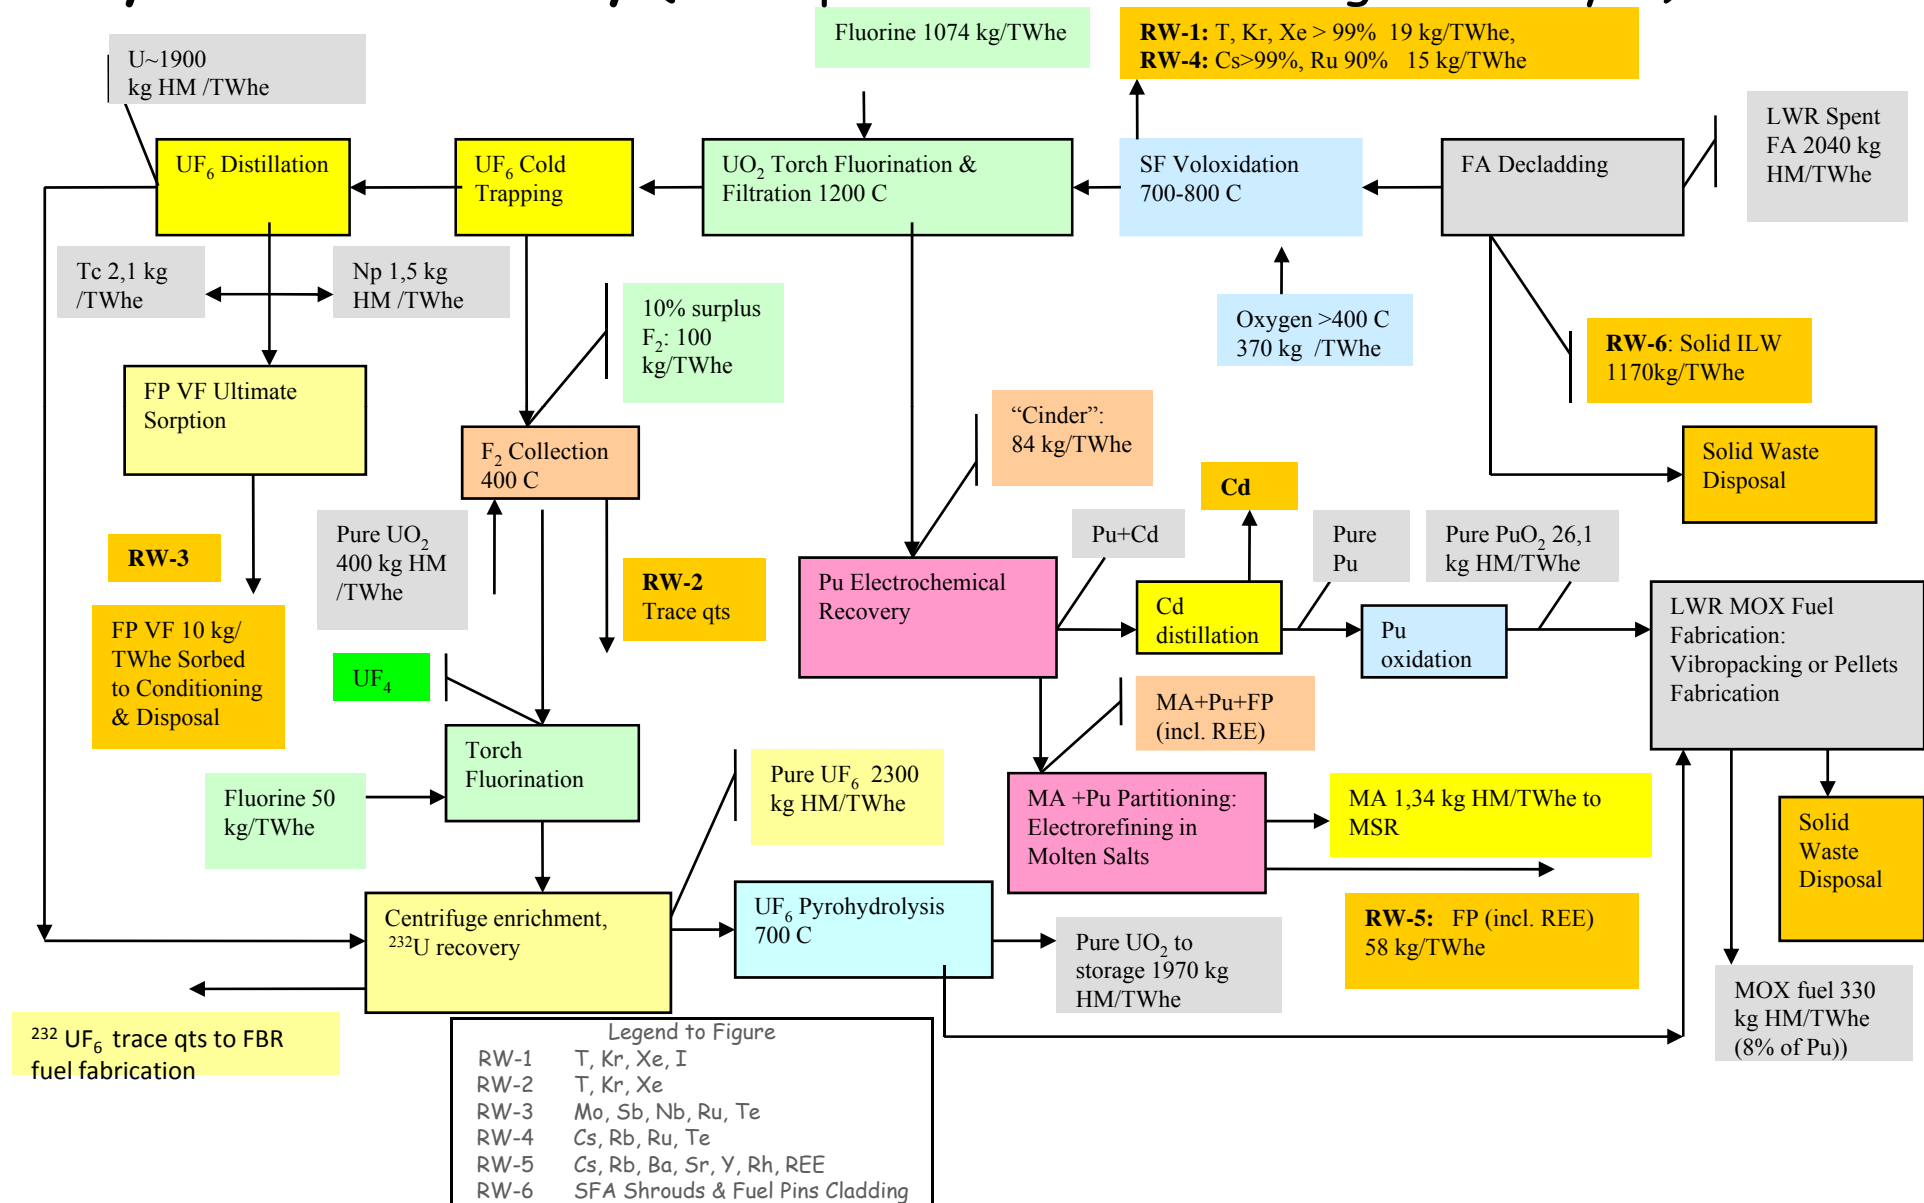 Fluorine 1074 kg/TWhe
RW-1: T, Kr, Xe > 99%  19 kg/TWhe,
RW-4: Cs>99%, Ru 90%   15 kg/TWhe
U~1900
kg HM /TWhe
LWR Spent
FA 2040 kg
HM/TWhe
UF6 Distillation
UF6 Cold
Trapping
UO2 Torch Fluorination &
Filtration 1200 C
SF Voloxidation
700-800 C
FA Decladding
Tc 2,1 kg
/TWhe
Np 1,5 kg
HM /TWhe
10% surplus
F2: 100
kg/TWhe
Oxygen >400 C
370 kg  /TWhe
RW-6: Solid ILW
1170kg/TWhe
FP VF Ultimate
Sorption
"Cinder":
84 kg/TWhe
F2 Collection
400 C
Solid Waste
Disposal
Cd
Pure UO2
400 kg HM
/TWhe
Pu+Cd
Pure
Pu
Pure PuO2 26,1
kg HM/TWhe
RW-3
RW-2
Trace qts
Pu Electrochemical
Recovery
Cd
distillation
Pu
oxidation
LWR MOX Fuel
Fabrication:
Vibropacking or Pellets
Fabrication
FP VF 10 kg/
TWhe Sorbed
to Conditioning
& Disposal
UF4
MA+Pu+FP
(incl. REE)
Torch
Fluorination
Pure UF6  2300
kg HM/TWhe
Fluorine 50
kg/TWhe
MA +Pu Partitioning:
Electrorefining in
Molten Salts
MA 1,34 kg HM/TWhe to
MSR
Solid
Waste
Disposal
Centrifuge enrichment,
232U recovery
UF6 Pyrohydrolysis
700 C
RW-5:   FP (incl. REE)
58 kg/TWhe
Pure UO2 to
storage 1970 kg
HM/TWhe
MOX fuel 330
kg HM/TWhe
(8% of Pu))
232 UF6 trace qts to FBR
fuel fabrication
Legend to Figure
RW-1 T, Kr, Xe, I
RW-2 T, Kr, Xe
RW-3 Mo, Sb, Nb, Ru, Te
RW-4 Cs, Rb, Ru, Te
RW-5 Cs, Rb, Ba, Sr, Y, Rh, REE
RW-6 SFA Shrouds & Fuel Pins Cladding